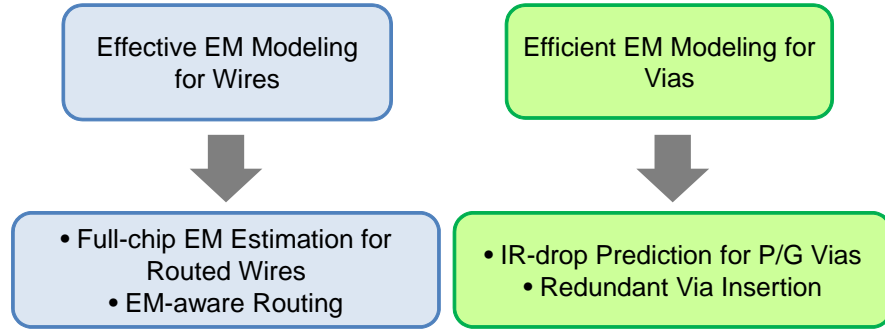 Effective EM Modeling
for Wires
Efficient EM Modeling for
Vias
• Full-chip EM Estimation for
Routed Wires
• EM-aware Routing
• IR-drop Prediction for P/G Vias
• Redundant Via Insertion